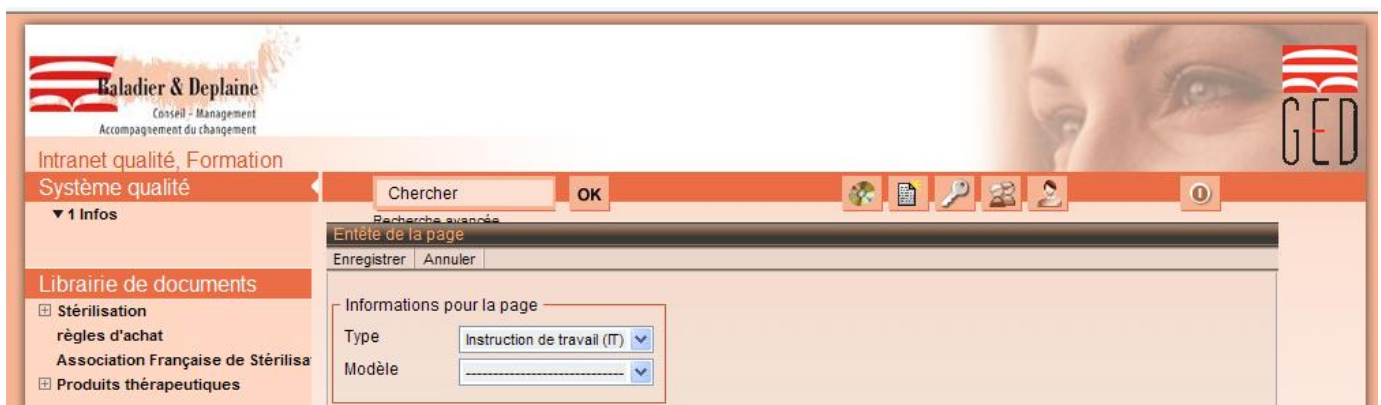 Baladier & Deplaine
Conseil - Management
Accompagnement du changement
GED
Intranet qualité, Formation
Système qualité
Chercher
OK
▼ 1 Infos
Recherche avancée
Entête de la page
Enregistrer
Annuler
Librairie de documents
Stérilisation
règles d'achat
Association Française de Stérilisa
Produits thérapeutiques
Informations pour la page
Type
Instruction de travail (IT)
Modèle
----------------------------